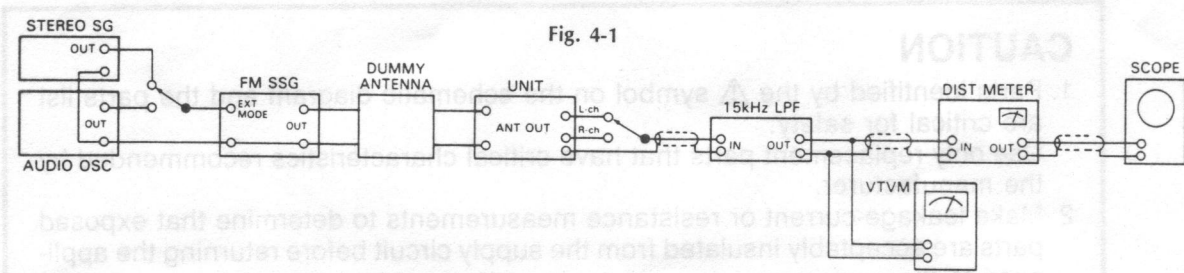 STEREO SG
OUT
AUDIO OSC
OUT
Fig. 4-1
FM SSG
EXT
MODE
OUT
DUMMY
ANTENNA
UNIT
ANT OUT
L-ch
R-ch
15kHz LPF
IN OUT
DIST METER
IN OUT
VTVM
SCOPE
CAUTION
1. Parts identified by the ⚠ symbol on the schematic diagram and the parts list
are critical for safety.
Use only replacement parts that have critical characteristics recommended by
the manufacturer.
2. Make leakage-current or resistance measurements to determine that exposed
parts are acceptably insulated from the supply circuit before returning the appli-